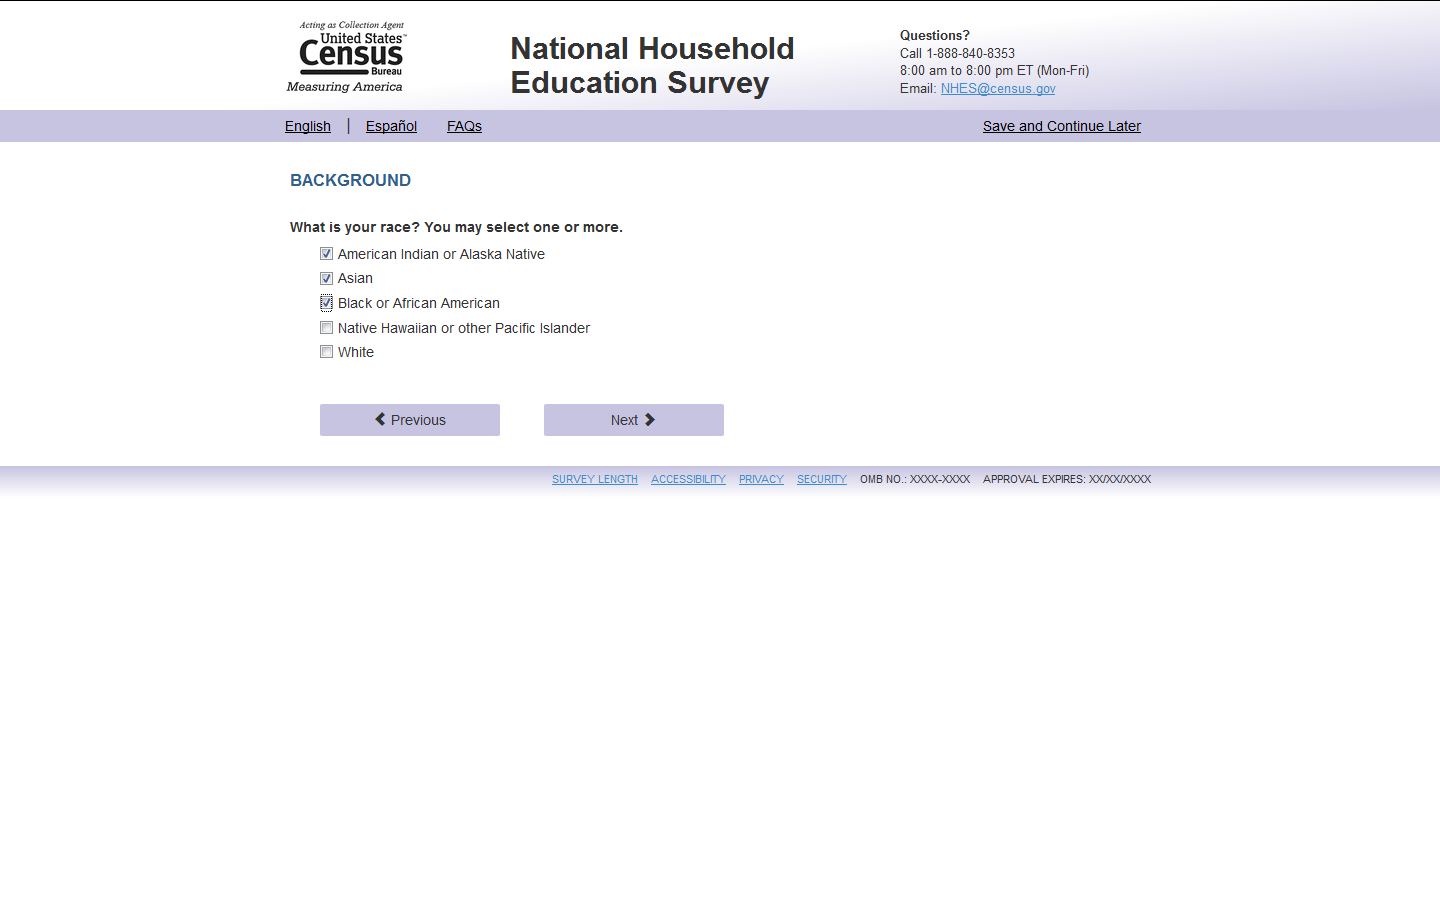 Acting as Collection Agent
United States™
Census
Bureau
Measuring America
National Household
Education Survey
Questions?
Call 1-888-840-8353
8:00 am to 8:00 pm ET (Mon-Fri)
Email: NHES@census.gov
English | Español FAQs Save and Continue Later
BACKGROUND
What is your race? You may select one or more.
American Indian or Alaska Native
Asian
Black or African American
Native Hawaiian or other Pacific Islander
White
Previous Next
SURVEY LENGTH ACCESSIBILITY PRIVACY SECURITY OMB NO.: XXXX-XXXX APPROVAL EXPIRES: XX/XX/XXXX